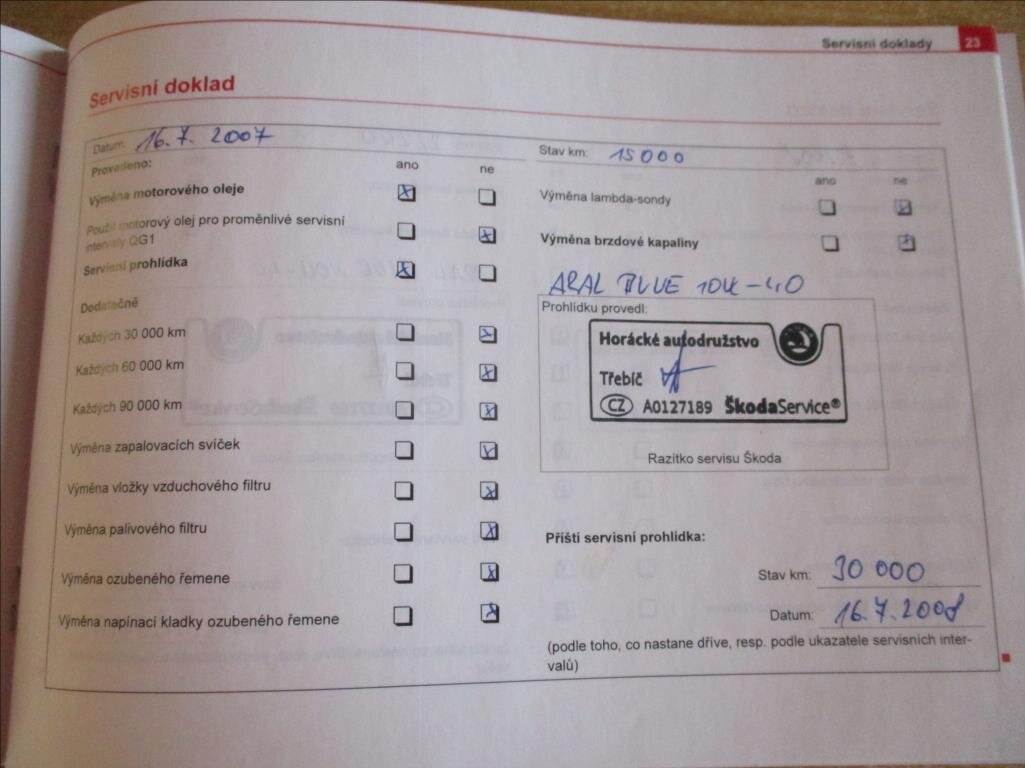 Servisní doklady 23
Servisní doklad
Datum: 16.7.2007
Stav km: 15000
Provedeno: ano ne
ano ne
Výměna motorového oleje
Výměna lambda-sondy
Použit motorový olej pro proměnlivé servisní
intervaly QG1
Výměna brzdové kapaliny
Servisní prohlídka
ARAL BLUE 10W-40
Dodatečně
Prohlídku provedl:
Každých 30 000 km
Každých 60 000 km
Každých 90 000 km
Horácké autodružstvo
Třebíč
CZ A0127189 ŠkodaService®
Výměna zapalovacích svíček
Razítko servisu Škoda
Výměna vložky vzduchového filtru
Výměna palivového filtru
Příští servisní prohlídka:
Výměna ozubeného řemene
Stav km: 30 000
Výměna napínací kladky ozubeného řemene
Datum: 16.7.2008
(podle toho, co nastane dříve, resp. podle ukazatele servisních inter-
valů)